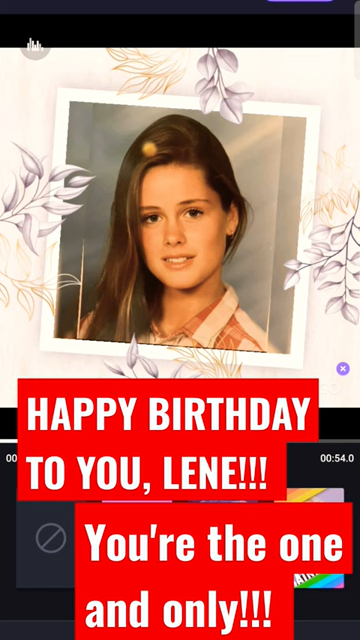 HAPPY BIRTHDAY
TO YOU, LENE!!!
00:54.0
You're the one
and only!!!